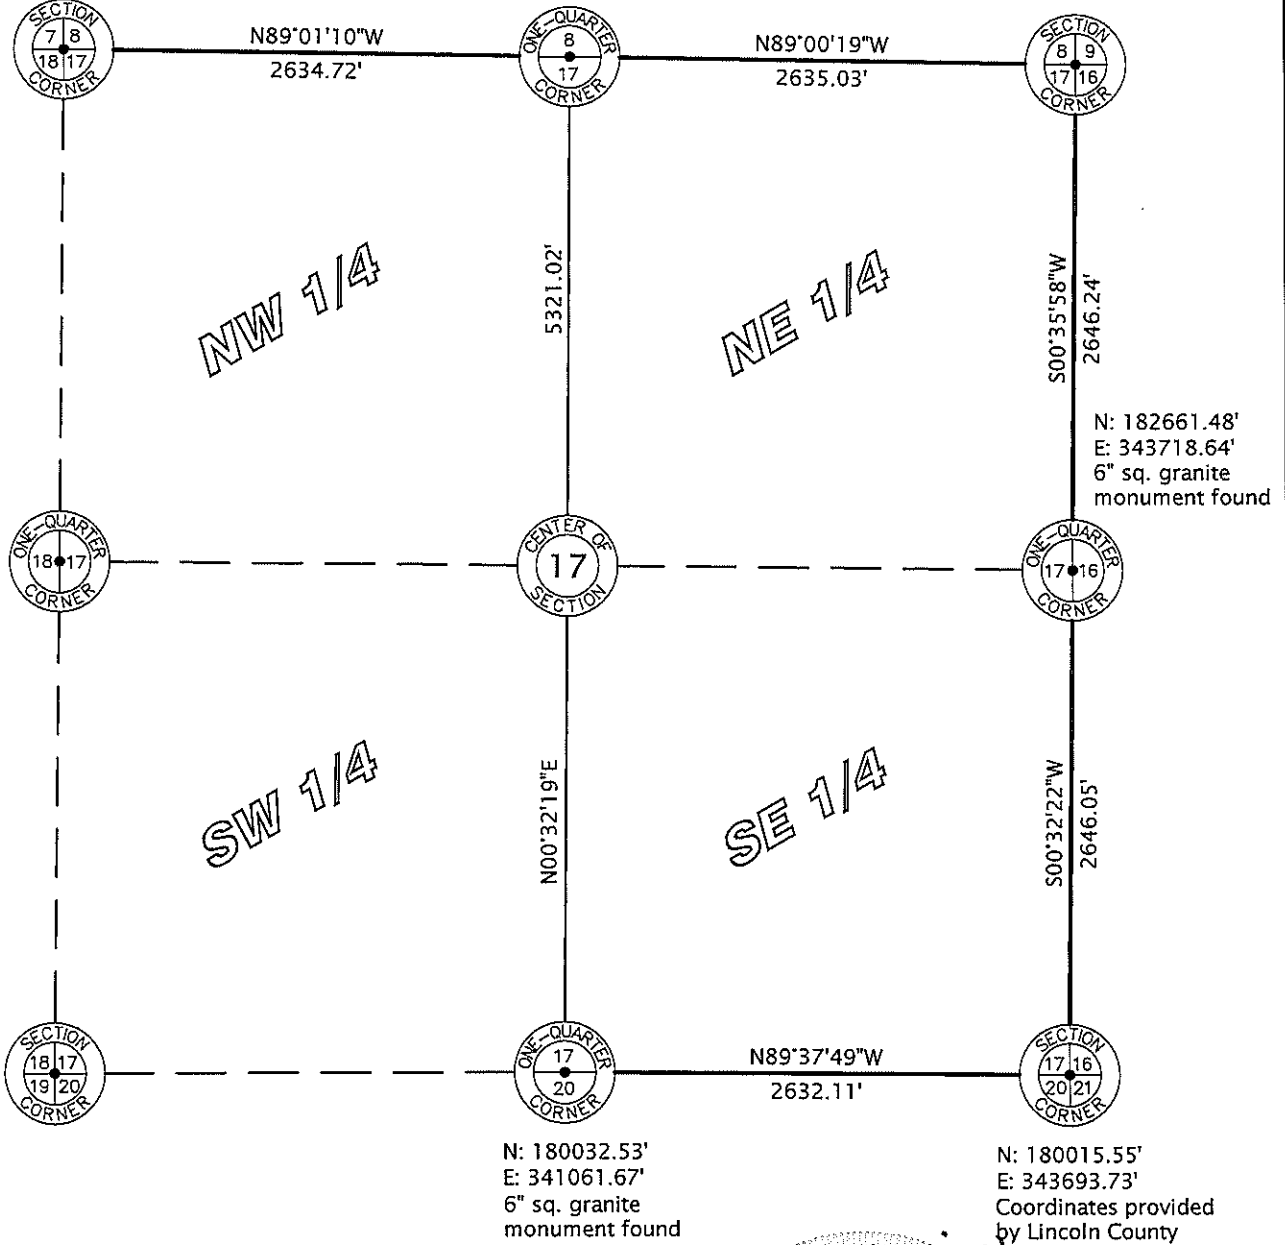 SECTION
7 8
18 17
CORNER
N89°01'10"W
2634.72'
ONE-QUARTER
8
17
CORNER
N89°00'19"W
2635.03'
SECTION
8 9
17 16
CORNER
NW 1/4
5321.02'
NE 1/4
S00°35'58"W
2646.24'
N: 182661.48'
E: 343718.64'
6" sq. granite
monument found
ONE-QUARTER
18 17
CORNER
CENTER OF
17
SECTION
ONE-QUARTER
17 16
CORNER
SW 1/4
N00°32'19"E
SE 1/4
S00°32'22"W
2646.05'
SECTION
18 17
19 20
CORNER
ONE-QUARTER
17
20
CORNER
N89°37'49"W
2632.11'
SECTION
17 16
20 21
CORNER
N: 180032.53'
E: 341061.67'
6" sq. granite
monument found
N: 180015.55'
E: 343693.73'
Coordinates provided
by Lincoln County